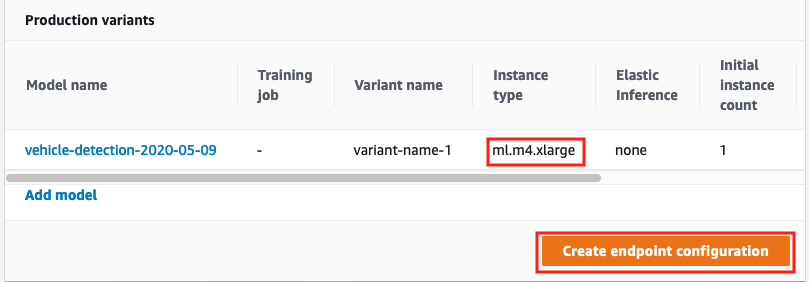 Production variants
Model name
Training
job
Variant name
Instance
type
Elastic
Inference
Initial
instance
count
vehicle-detection-2020-05-09
-
variant-name-1
ml.m4.xlarge
none
1
Add model
Create endpoint configuration